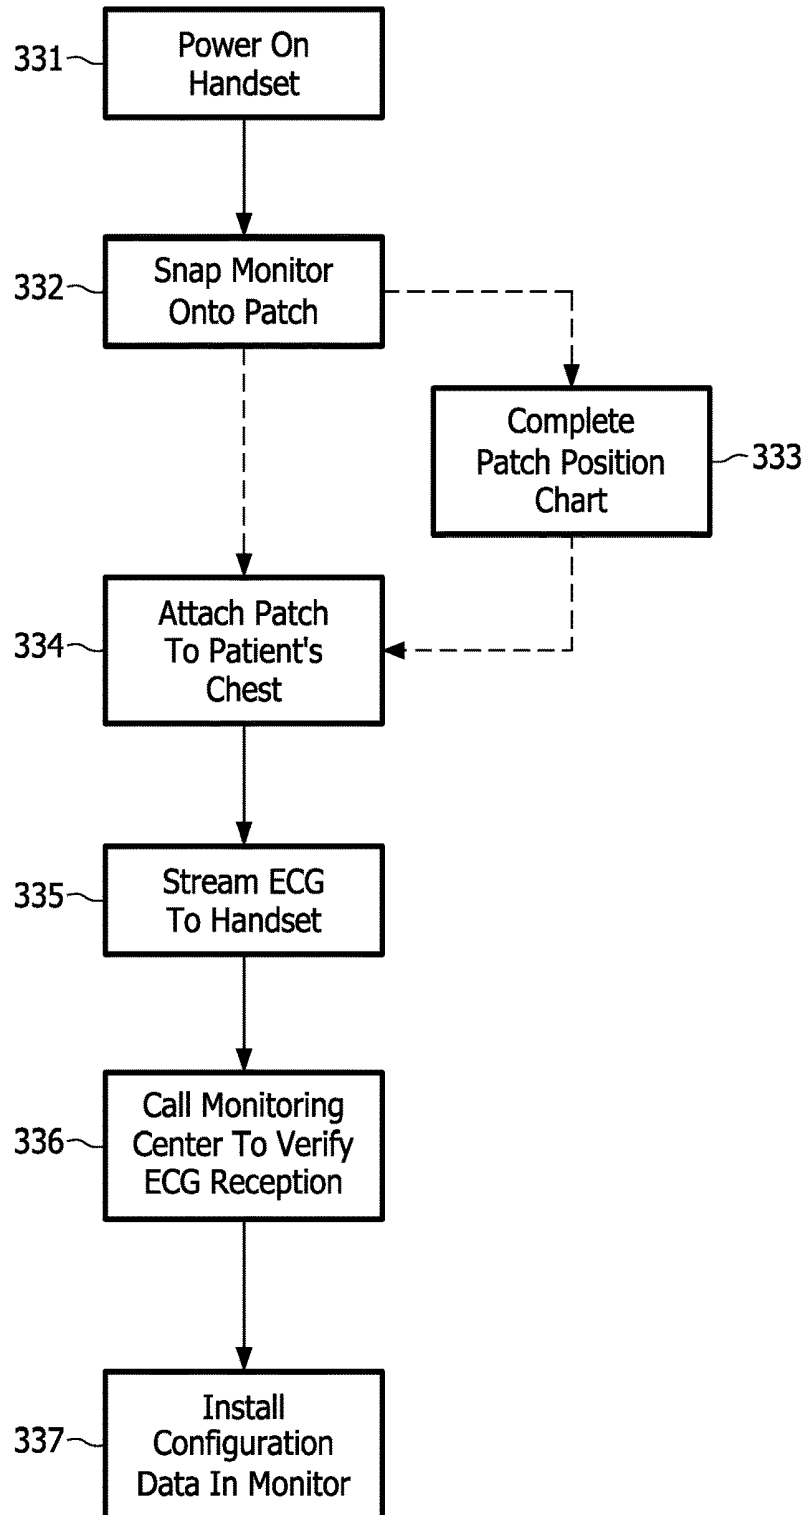 331
Power On
Handset
332
Snap Monitor
Onto Patch
Complete
Patch Position
Chart
333
334
Attach Patch
To Patient's
Chest
335
Stream ECG
To Handset
336
Call Monitoring
Center To Verify
ECG Reception
337
Install
Configuration
Data In Monitor